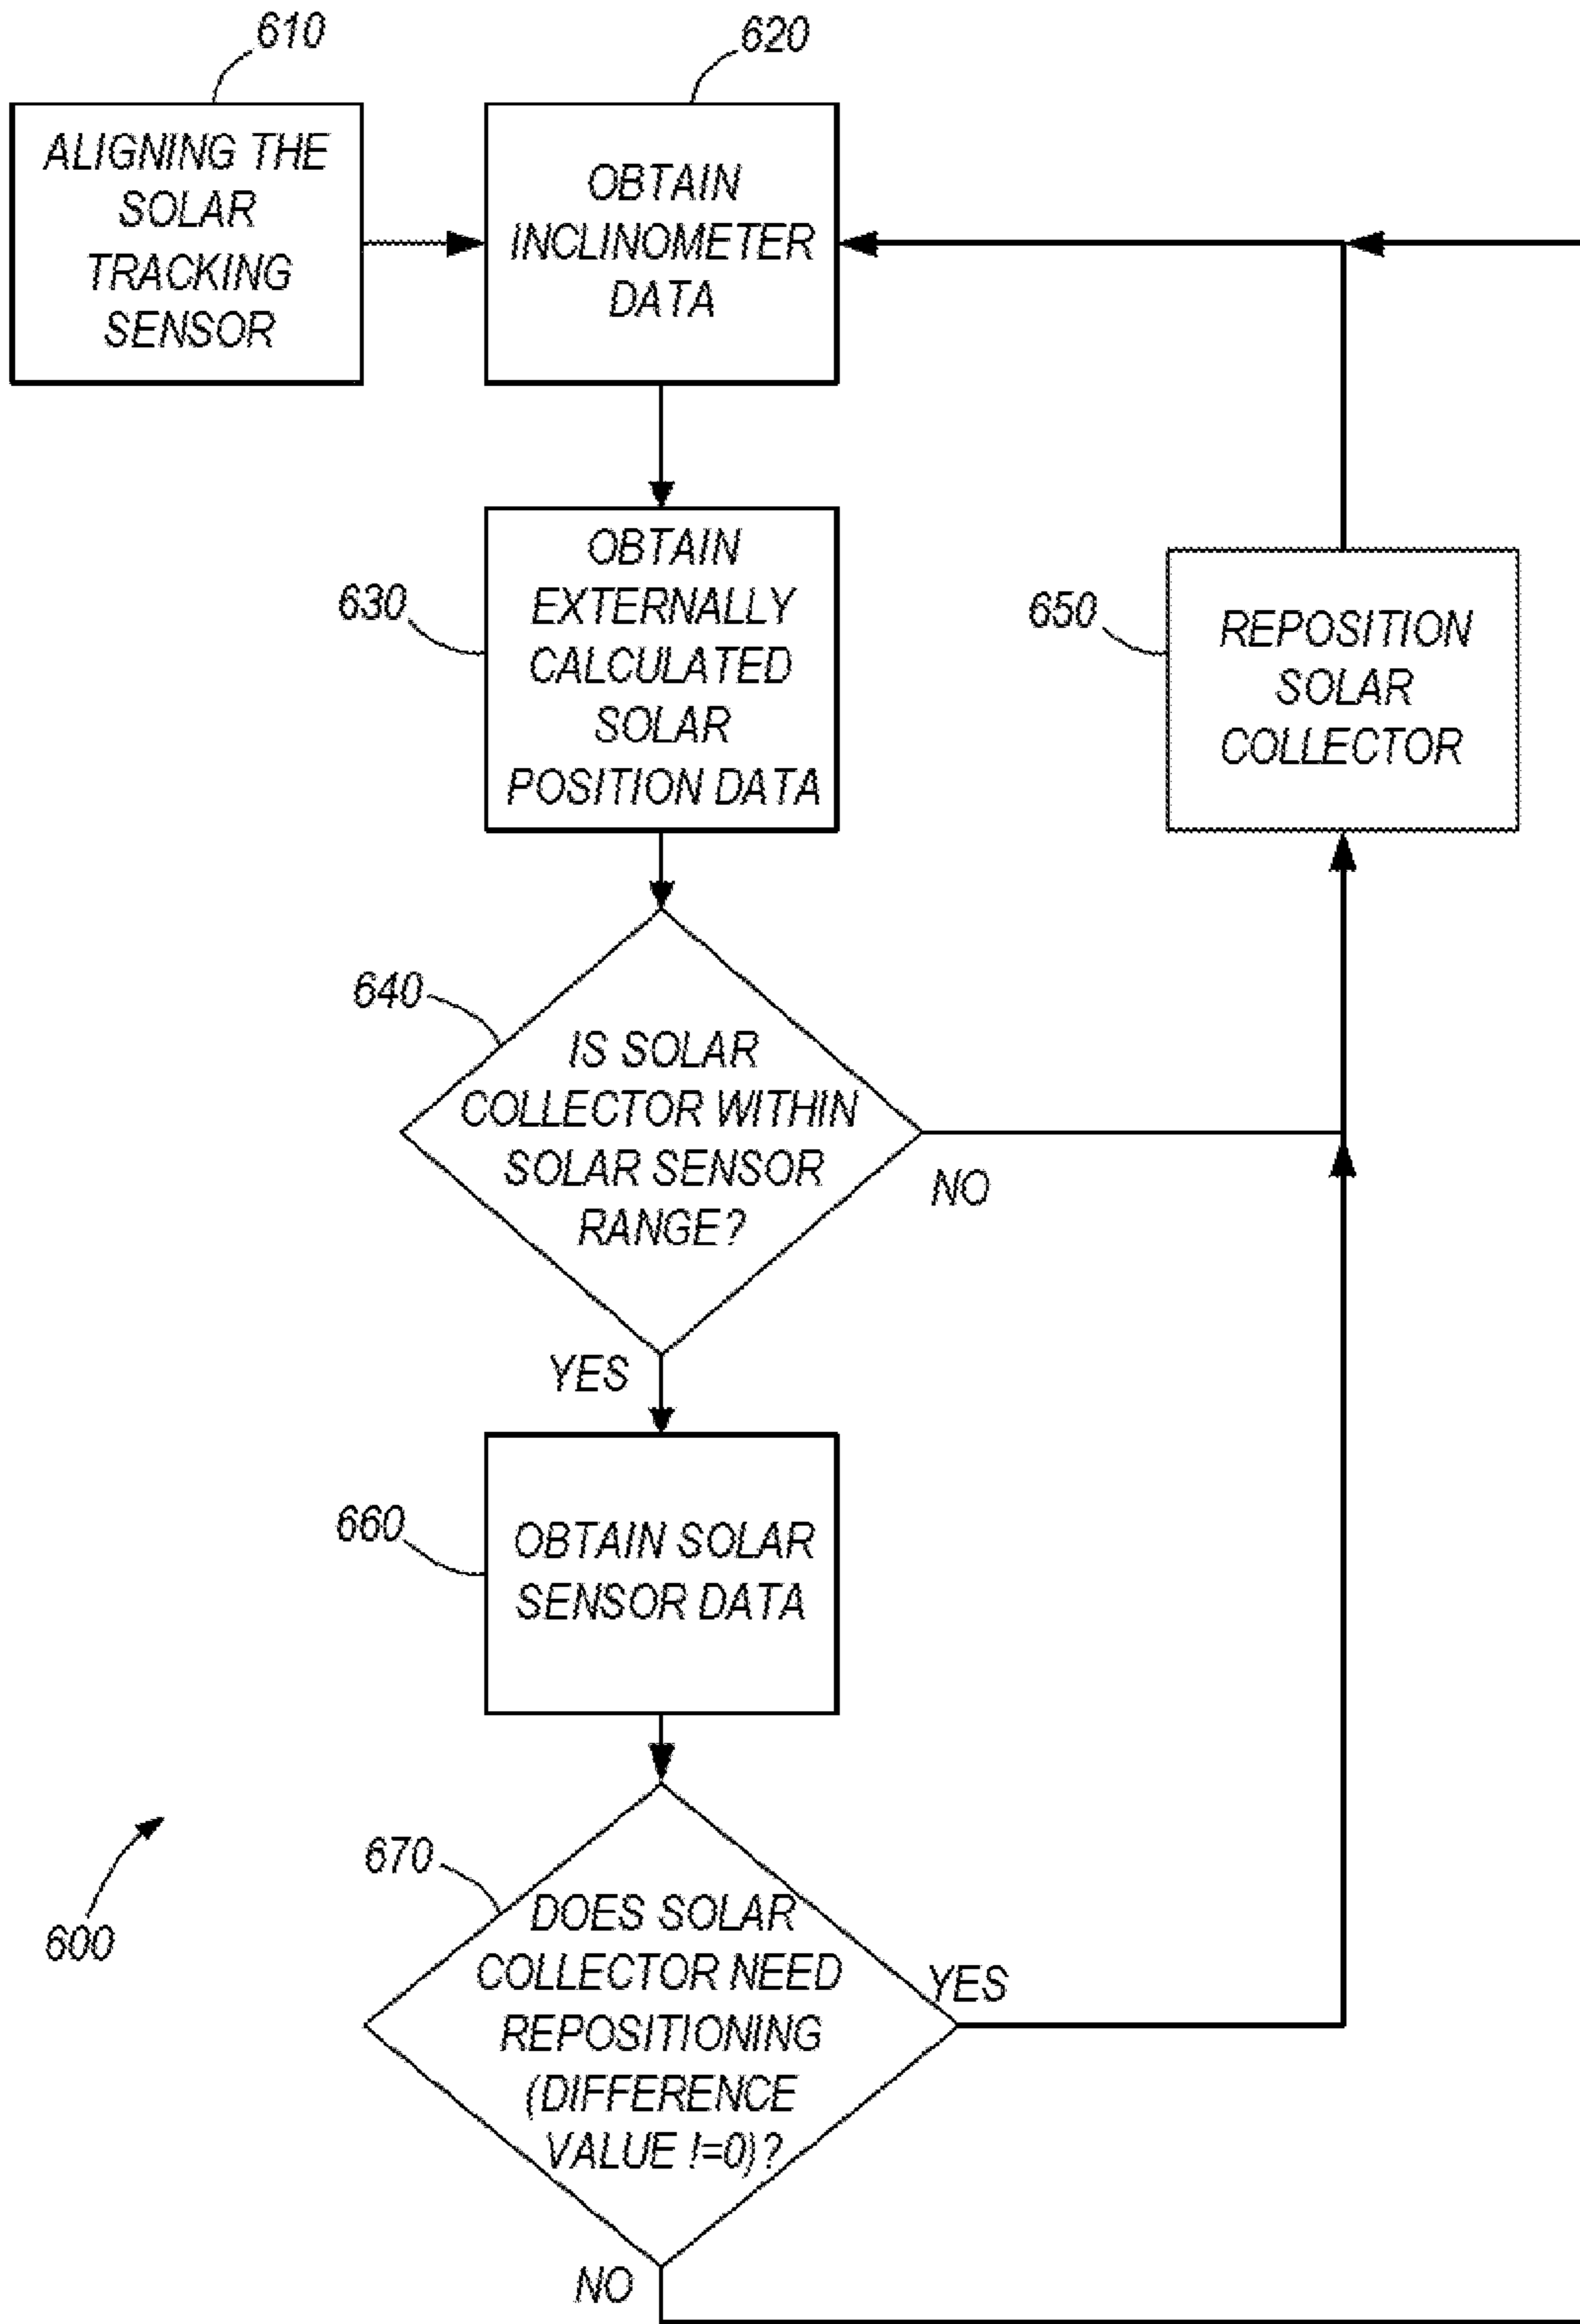 610
ALIGNING THE
SOLAR
TRACKING
SENSOR
620
OBTAIN
INCLINOMETER
DATA
630
OBTAIN
EXTERNALLY
CALCULATED
SOLAR
POSITION DATA
650
REPOSITION
SOLAR
COLLECTOR
640
IS SOLAR
COLLECTOR WITHIN
SOLAR SENSOR
RANGE?
NO
YES
660
OBTAIN SOLAR
SENSOR DATA
670
DOES SOLAR
COLLECTOR NEED
REPOSITIONING
(DIFFERENCE
VALUE !=0)?
YES
NO
600